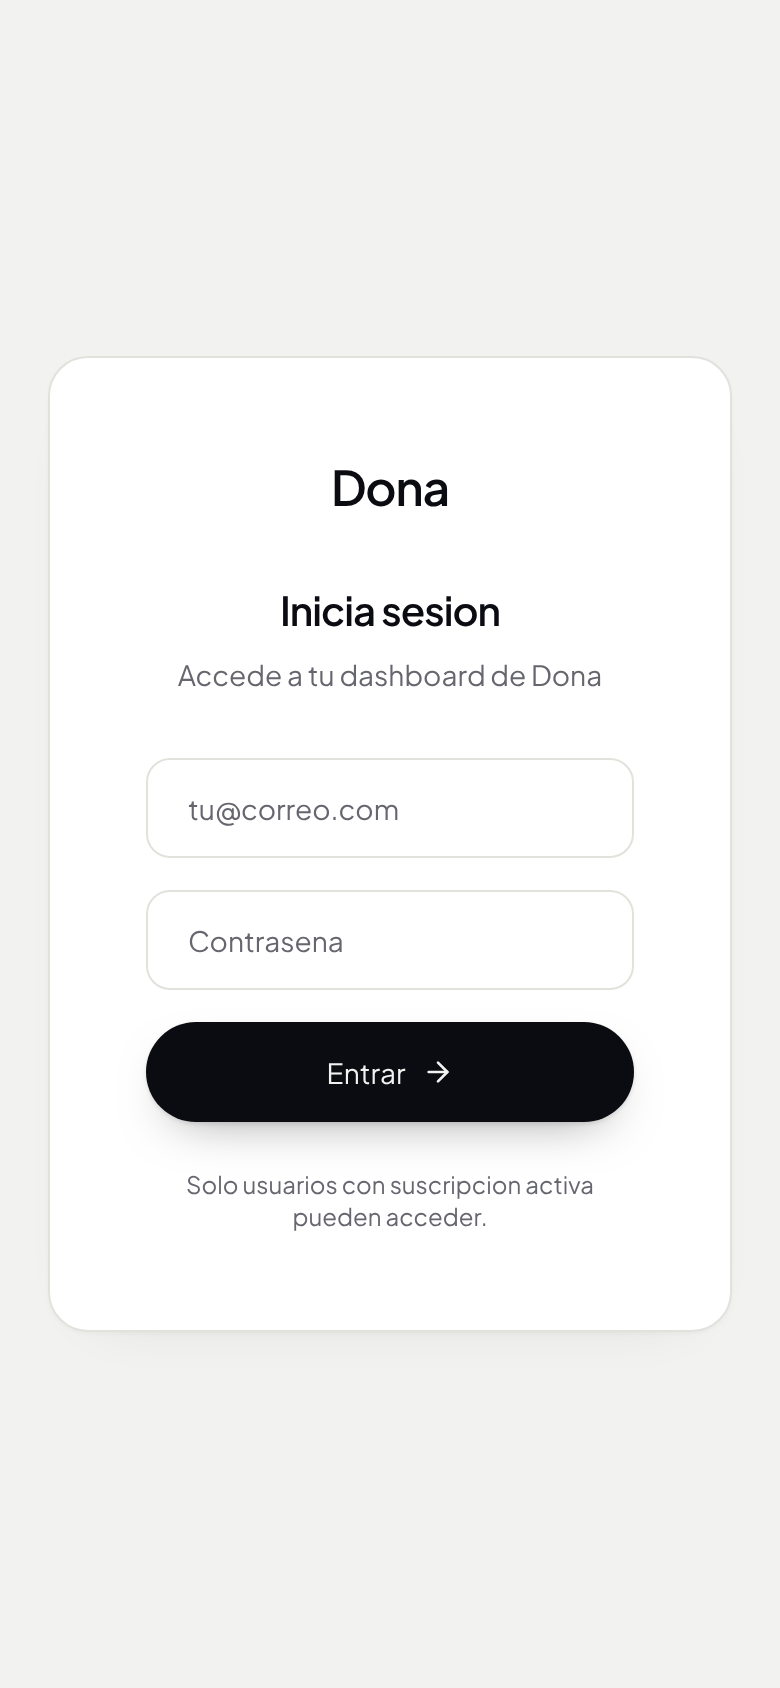 Dona
Inicia sesion
Accede a tu dashboard de Dona
tu@correo.com
Contrasena
Entrar →
Solo usuarios con suscripcion activa
pueden acceder.